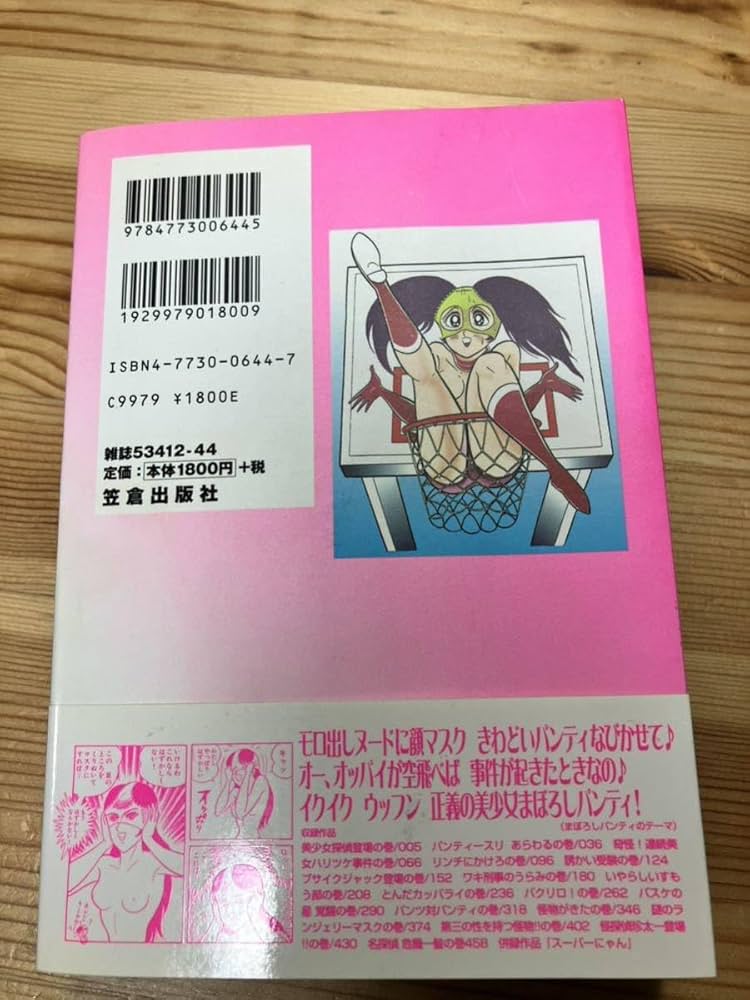 9784773006445
1929979018009
ISBN4-7730-0644-7
C9979 ¥1800E
雑誌53412-44
定価：本体1800円+税
笠倉出版社
モロ出しヌードに顔マスク きわどいパンティなびかせて♪
オー、オッパイが空飛べば 事件が起きたときなの♪
イクイク ウッフン 正義の美少女まぼろしパンティ！
（まぼろしパンティのテーマ）
収録作品
美少女探偵登場の巻/005 パンティースリ あらわるの巻/036 奇怪！連続美
女ハリツケ事件の巻/066 リンチにかけろの巻/096 誘かい受験の巻/124
ブサイクジャック登場の巻/152 ワキ刑事のうらみの巻/180 いやらしいすも
う部の巻/208 とんだカッパライの巻/236 パクリロ！の巻/262 バスケの
星 覚醒の巻/290 パンツ対パンティの巻/318 怪物がきたの巻/346 謎のラ
ンジェリーマスクの巻/374 第三の性を持つ怪物!!の巻/402 怪探偵珍太一登場
!!の巻/430 名探偵 危機一髪の巻458 併録作品「スーパーにゃん」